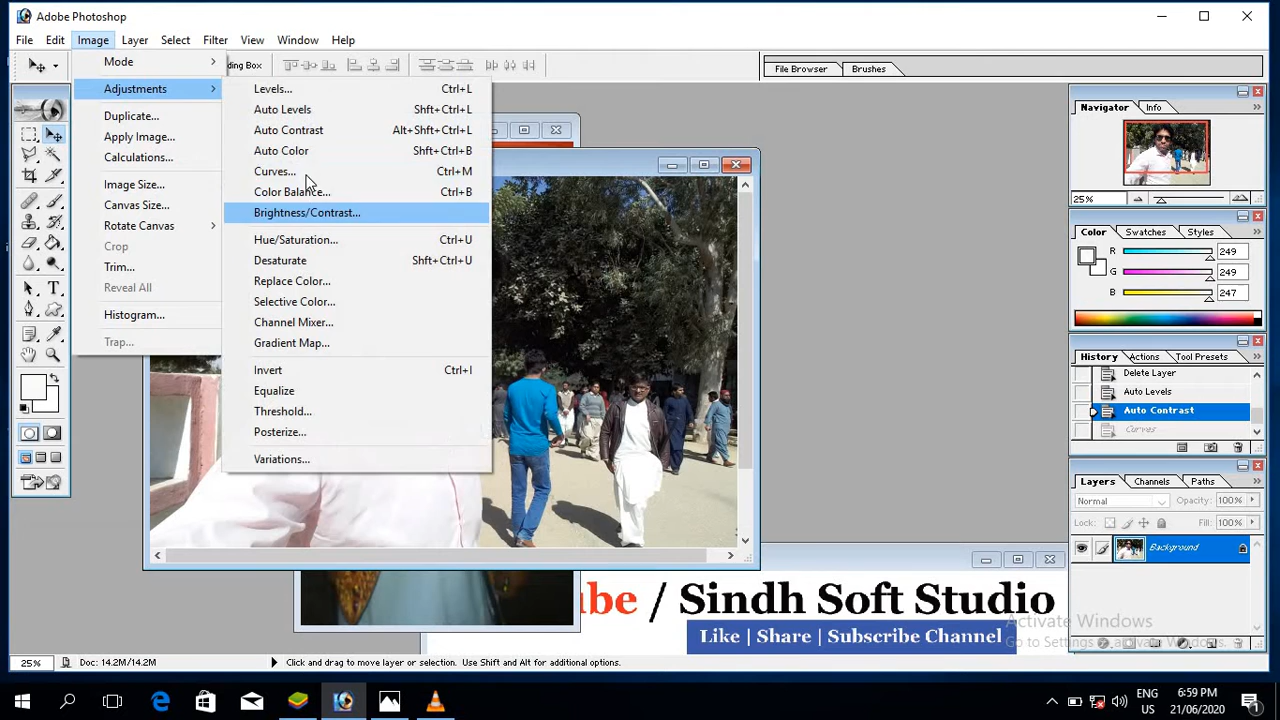 Adobe Photoshop
File Edit Image Layer Select Filter View Window Help
ding Box File Browser Brushes
Mode
Adjustments
Duplicate...
Apply Image...
Calculations...
Image Size...
Canvas Size...
Rotate Canvas
Crop
Trim...
Reveal All
Histogram...
Trap...
Levels... Ctrl+L
Auto Levels Shft+Ctrl+L
Auto Contrast Alt+Shft+Ctrl+L
Auto Color Shft+Ctrl+B
Curves... Ctrl+M
Color Balance... Ctrl+B
Brightness/Contrast...
Hue/Saturation... Ctrl+U
Desaturate Shft+Ctrl+U
Replace Color...
Selective Color...
Channel Mixer...
Gradient Map...
Invert Ctrl+I
Equalize
Threshold...
Posterize...
Variations...
Navigator Info
25%
Color Swatches Styles
R 249
G 249
B 247
History Actions Tool Presets
Delete Layer
Auto Levels
Auto Contrast
Curves
Layers Channels Paths
Normal Opacity: 100%
Lock: Fill: 100%
Background
ube / Sindh Soft Studio
Like | Share | Subscribe Channel
Activate Windows
Go to Settings to activate Windows.
25% Doc: 14.2M/14.2M Click and drag to move layer or selection. Use Shift and Alt for additional options.
ENG 6:59 PM
US 21/06/2020
1